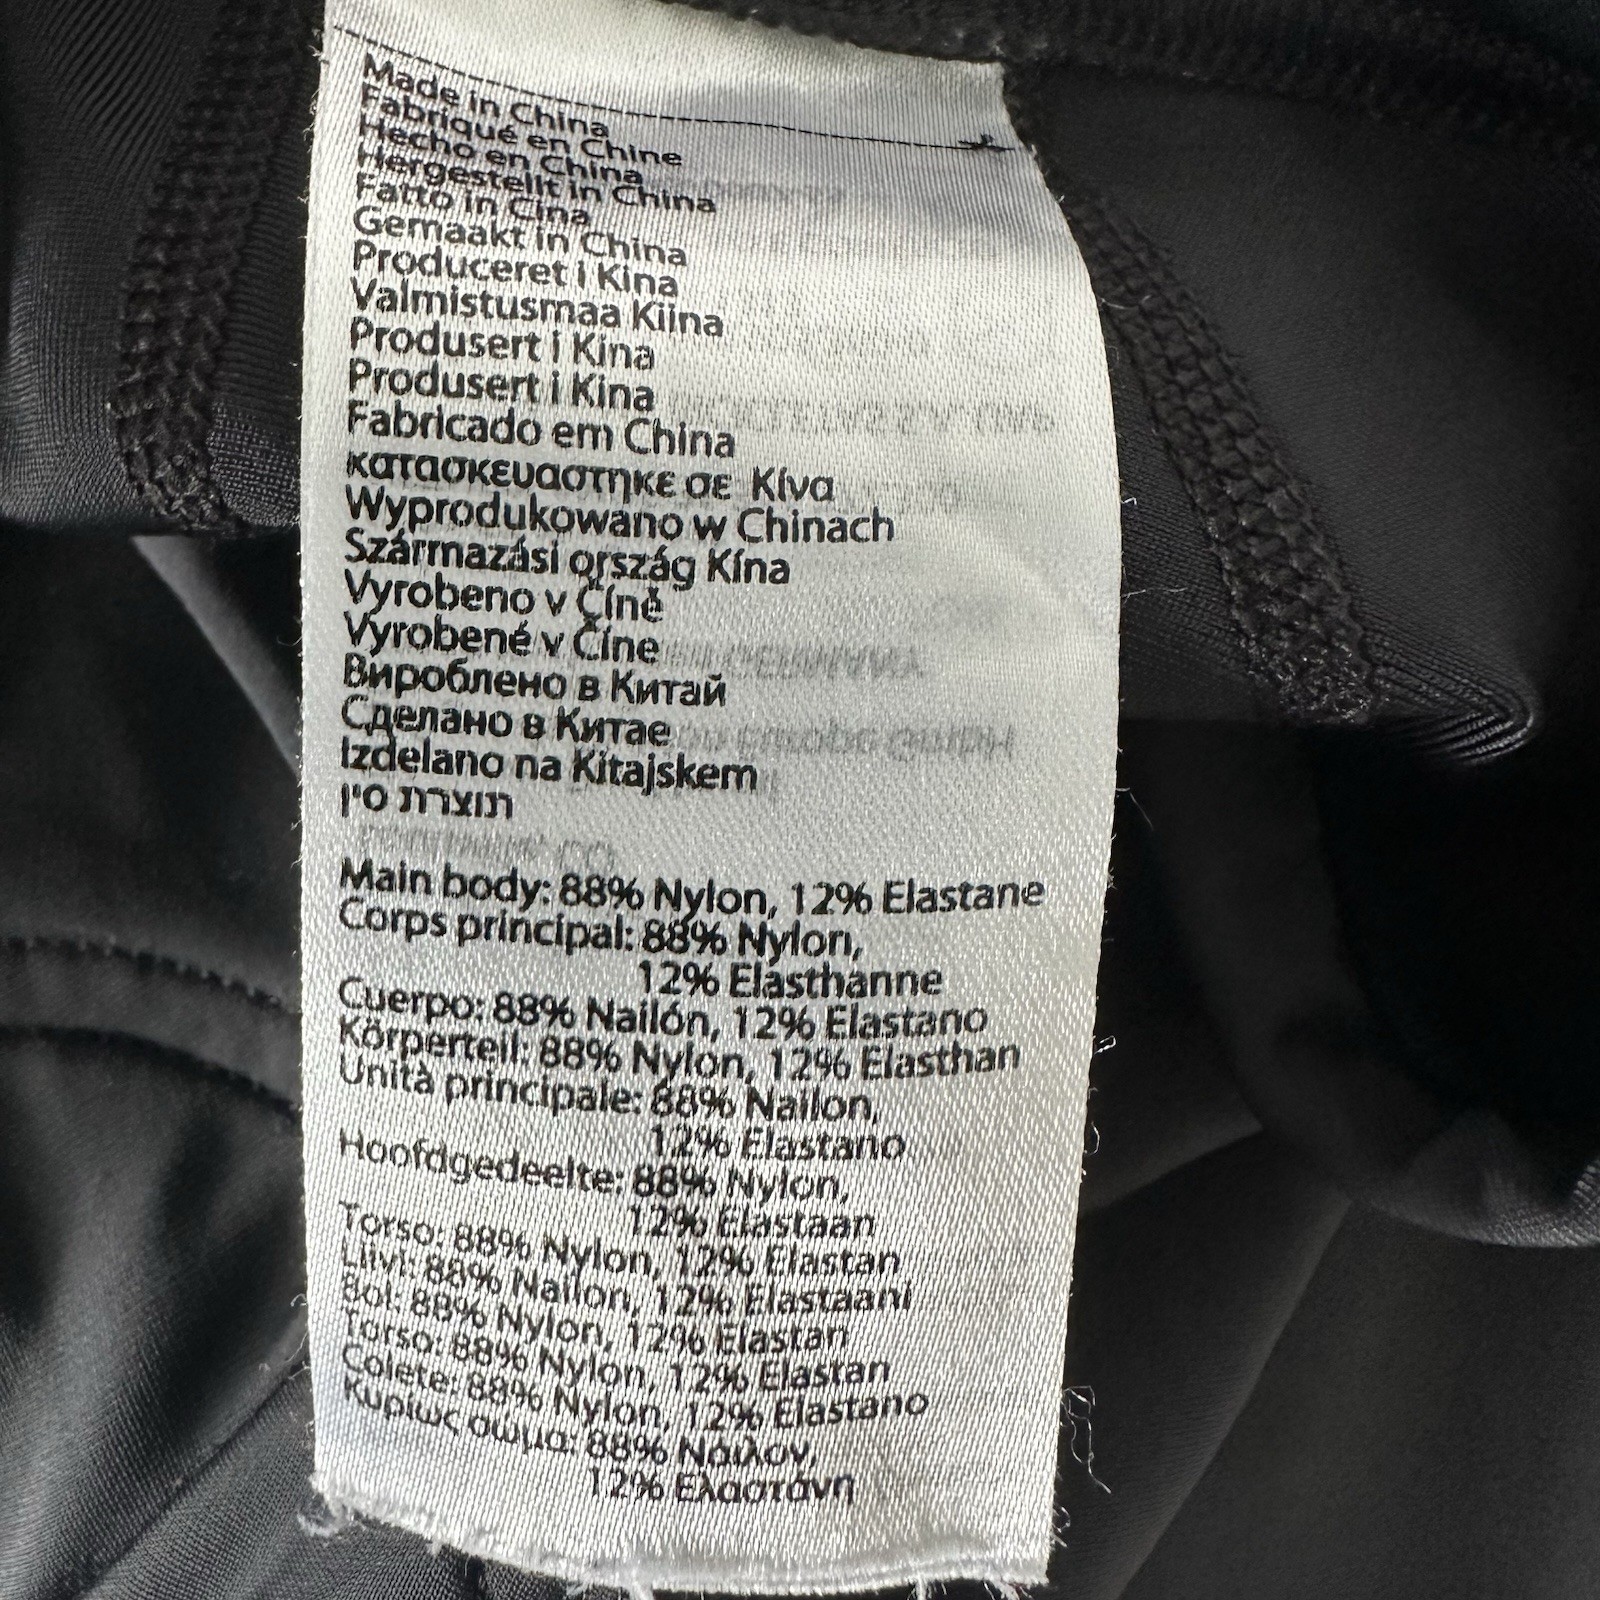 Made in China
Fabriqué en Chine
Hecho en China
Hergestellt in China
Fatto in Cina
Gemaakt in China
Produceret i Kina
Valmistusmaa Kiina
Produsert i Kina
Produsert i Kina
Fabricado em China
κατασκευαστηκε σε Κίνα
Wyprodukowano w Chinach
Szárrnazási ország Kína
Vyrobeno v Číně
Vyrobené v Číne
Вироблено в Китай
Сделано в Китае
Izdelano na Kitajskem
תוצרת סין
Main body: 88% Nylon, 12% Elastane
Corps principal: 88% Nylon,
12% Elasthanne
Cuerpo: 88% Nailón, 12% Elastano
Körperteil: 88% Nylon, 12% Elasthan
Unità principale: 88% Nailon,
12% Elastano
Hoofdgedeelte: 88% Nylon,
12% Elastaan
Torso: 88% Nylon, 12% Elastan
Liivi: 88% Nailon, 12% Elastaani
Bol: 88% Nylon, 12% Elastan
Torso: 88% Nylon, 12% Elastan
Colete: 88% Nylon, 12% Elastano
Κυρίως σώμα: 88% Νάιλον,
12% Ελαστάνη